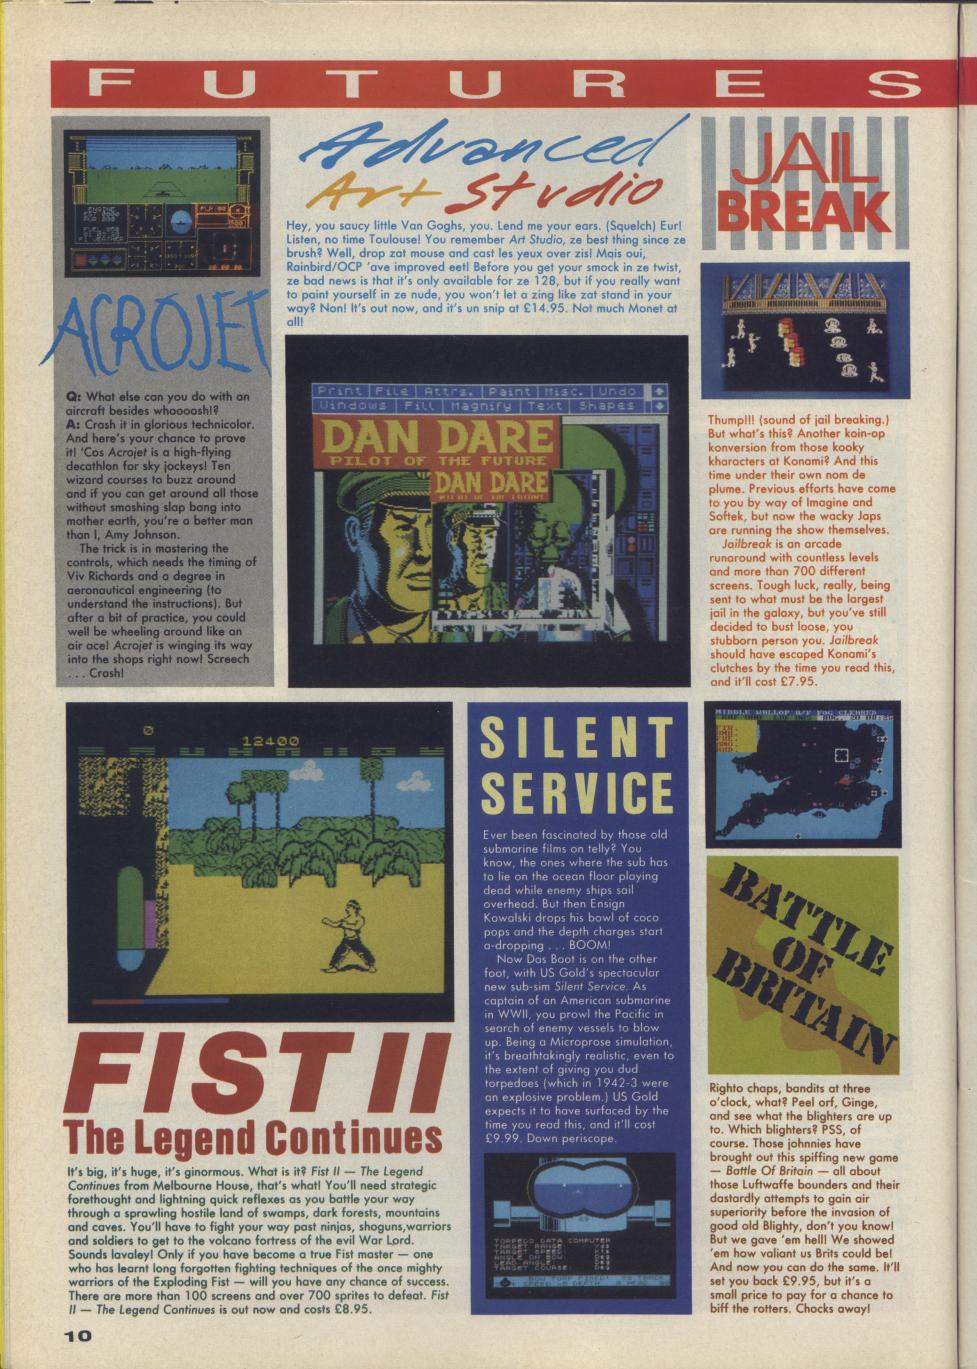 FUTURES
ACROJET
Q: What else can you do with an
aircraft besides whoooosh!?
A: Crash it in glorious technicolor.
And here's your chance to prove
it! 'Cos Acrojet is a high-flying
decathlon for sky jockeys! Ten
wizard courses to buzz around
and if you can get around all those
without smashing slap bang into
mother earth, you're a better man
than I, Amy Johnson.
The trick is in mastering the
controls, which needs the timing of
Viv Richards and a degree in
aeronautical engineering (to
understand the instructions). But
after a bit of practice, you could
well be wheeling around like an
air ace! Acrojet is winging its way
into the shops right now! Screech
. . . Crash!
Advanced
Art Studio
Hey, you saucy little Van Goghs, you. Lend me your ears. (Squelch) Eur!
Listen, no time Toulouse! You remember Art Studio, ze best thing since ze
brush? Well, drop zat mouse and cast les yeux over zis! Mais oui,
Rainbird/OCP 'ave improved eet! Before you get your smock in ze twist,
ze bad news is that it's only available for ze 128, but if you really want
to paint yourself in ze nude, you won't let a zing like zat stand in your
way? Non! It's out now, and it's un snip at £14.95. Not much Monet at
all!
Print File Attrs. Paint Misc. Undo
Windows Fill Magnify Text Shapes
DAN DARE
PILOT OF THE FUTURE
DAN DARE
PILOT OF THE FUTURE
JAIL
BREAK
Thump!!! (sound of jail breaking.)
But what's this? Another koin-op
konversion from those kooky
kharacters at Konami? And this
time under their own nom de
plume. Previous efforts have come
to you by way of Imagine and
Softek, but now the wacky Japs
are running the show themselves.
Jailbreak is an arcade
runaround with countless levels
and more than 700 different
screens. Tough luck, really, being
sent to what must be the largest
jail in the galaxy, but you've still
decided to bust loose, you
stubborn person you. Jailbreak
should have escaped Konami's
clutches by the time you read this,
and it'll cost £7.95.
0
12400
FIST II
The Legend Continues
It's big, it's huge, it's ginormous. What is it? Fist II — The Legend
Continues from Melbourne House, that's what! You'll need strategic
forethought and lightning quick reflexes as you battle your way
through a sprawling hostile land of swamps, dark forests, mountains
and caves. You'll have to fight your way past ninjas, shoguns,warriors
and soldiers to get to the volcano fortress of the evil War Lord.
Sounds lavaley! Only if you have become a true Fist master — one
who has learnt long forgotten fighting techniques of the once mighty
warriors of the Exploding Fist — will you have any chance of success.
There are more than 100 screens and over 700 sprites to defeat. Fist
II — The Legend Continues is out now and costs £8.95.
SILENT
SERVICE
Ever been fascinated by those old
submarine films on telly? You
know, the ones where the sub has
to lie on the ocean floor playing
dead while enemy ships sail
overhead. But then Ensign
Kowalski drops his bowl of coco
pops and the depth charges start
a-dropping . . . BOOM!
Now Das Boot is on the other
foot, with US Gold's spectacular
new sub-sim Silent Service. As
captain of an American submarine
in WWII, you prowl the Pacific in
search of enemy vessels to blow
up. Being a Microprose simulation,
it's breathtakingly realistic, even to
the extent of giving you dud
torpedoes (which in 1942-3 were
an explosive problem.) US Gold
expects it to have surfaced by the
time you read this, and it'll cost
£9.99. Down periscope.
TORPEDO DATA COMPUTER
TARGET RANGE
TARGET SPEED
ANGLE ON BOW
LEAD ANGLE
TARGET COURSE
MIDDLE WALLOP A/F FOG CLEARED
BATTLE
OF
BRITAIN
Righto chaps, bandits at three
o'clock, what? Peel orf, Ginge,
and see what the blighters are up
to. Which blighters? PSS, of
course. Those johnnies have
brought out this spiffing new game
— Battle Of Britain — all about
those Luftwaffe bounders and their
dastardly attempts to gain air
superiority before the invasion of
good old Blighty, don't you know!
But we gave 'em hell! We showed
'em how valiant us Brits could be!
And now you can do the same. It'll
set you back £9.95, but it's a
small price to pay for a chance to
biff the rotters. Chocks away!
10